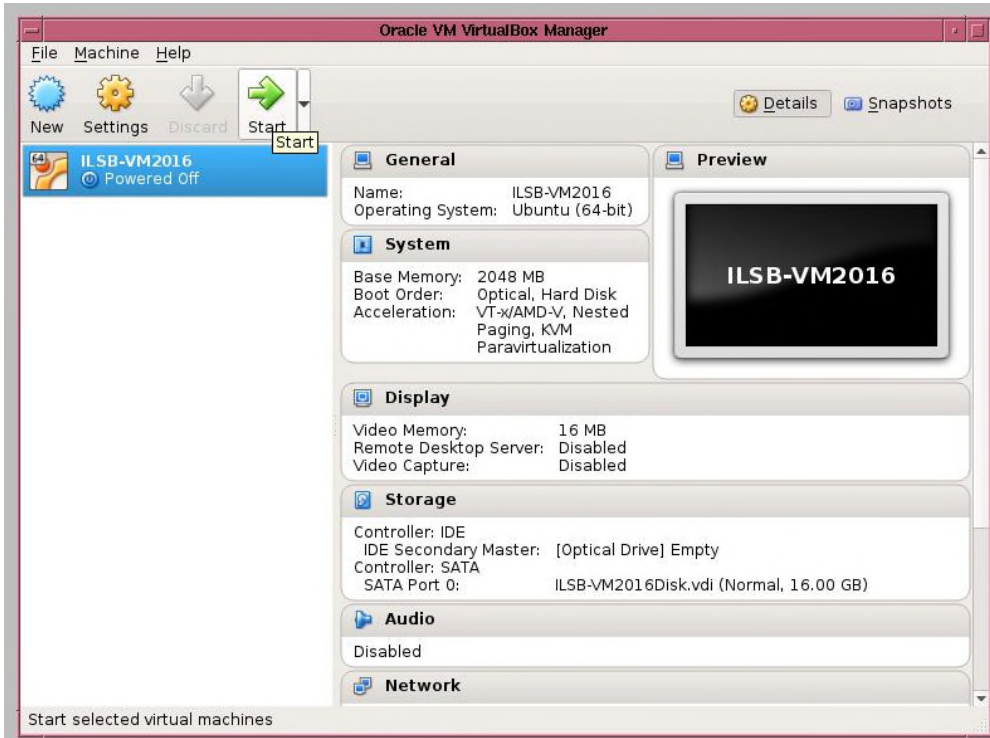 Oracle VM VirtualBox Manager
File Machine Help
New Settings Discard Start
Start
Details Snapshots
64
ILSB-VM2016
Powered Off
General
Name: ILSB-VM2016
Operating System: Ubuntu (64-bit)
System
Base Memory: 2048 MB
Boot Order: Optical, Hard Disk
Acceleration: VT-x/AMD-V, Nested
Paging, KVM
Paravirtualization
Preview
ILSB-VM2016
Display
Video Memory: 16 MB
Remote Desktop Server: Disabled
Video Capture: Disabled
Storage
Controller: IDE
IDE Secondary Master: [Optical Drive] Empty
Controller: SATA
SATA Port 0: ILSB-VM2016Disk.vdi (Normal, 16.00 GB)
Audio
Disabled
Network
Start selected virtual machines